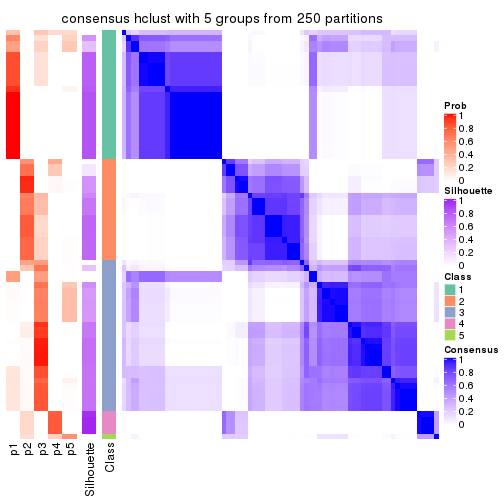 consensus hclust with 5 groups from 250 partitions
Prob
1
0.8
0.6
0.4
0.2
0
Silhouette
1
0.8
0.6
0.4
0.2
0
Class
1
2
3
4
5
Consensus
1
0.8
0.6
0.4
0.2
0
p1
p2
p3
p4
p5
Silhouette
Class